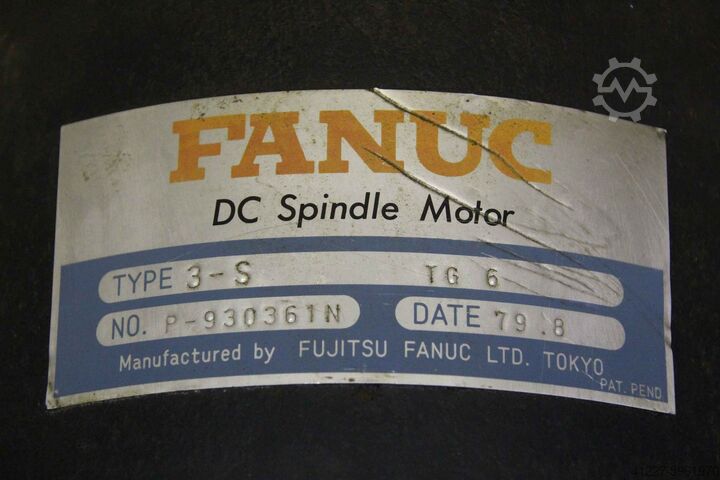 FANUC
DC Spindle Motor
TYPE 3-S TG 6
NO. P-930361N DATE 79.8
Manufactured by FUJITSU FANUC LTD. TOKYO
PAT. PEND